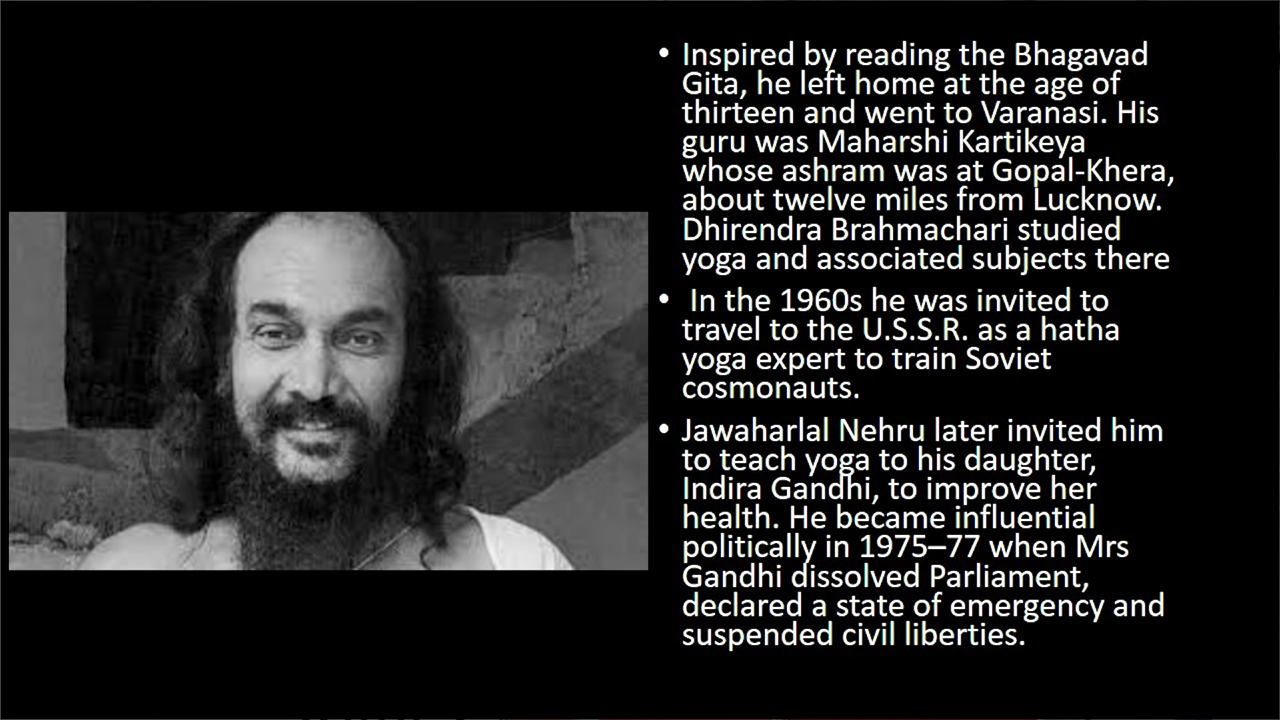 • Inspired by reading the Bhagavad
Gita, he left home at the age of
thirteen and went to Varanasi. His
guru was Maharshi Kartikeya
whose ashram was at Gopal-Khera,
about twelve miles from Lucknow.
Dhirendra Brahmachari studied
yoga and associated subjects there
• In the 1960s he was invited to
travel to the U.S.S.R. as a hatha
yoga expert to train Soviet
cosmonauts.
• Jawaharlal Nehru later invited him
to teach yoga to his daughter,
Indira Gandhi, to improve her
health. He became influential
politically in 1975–77 when Mrs
Gandhi dissolved Parliament,
declared a state of emergency and
suspended civil liberties.